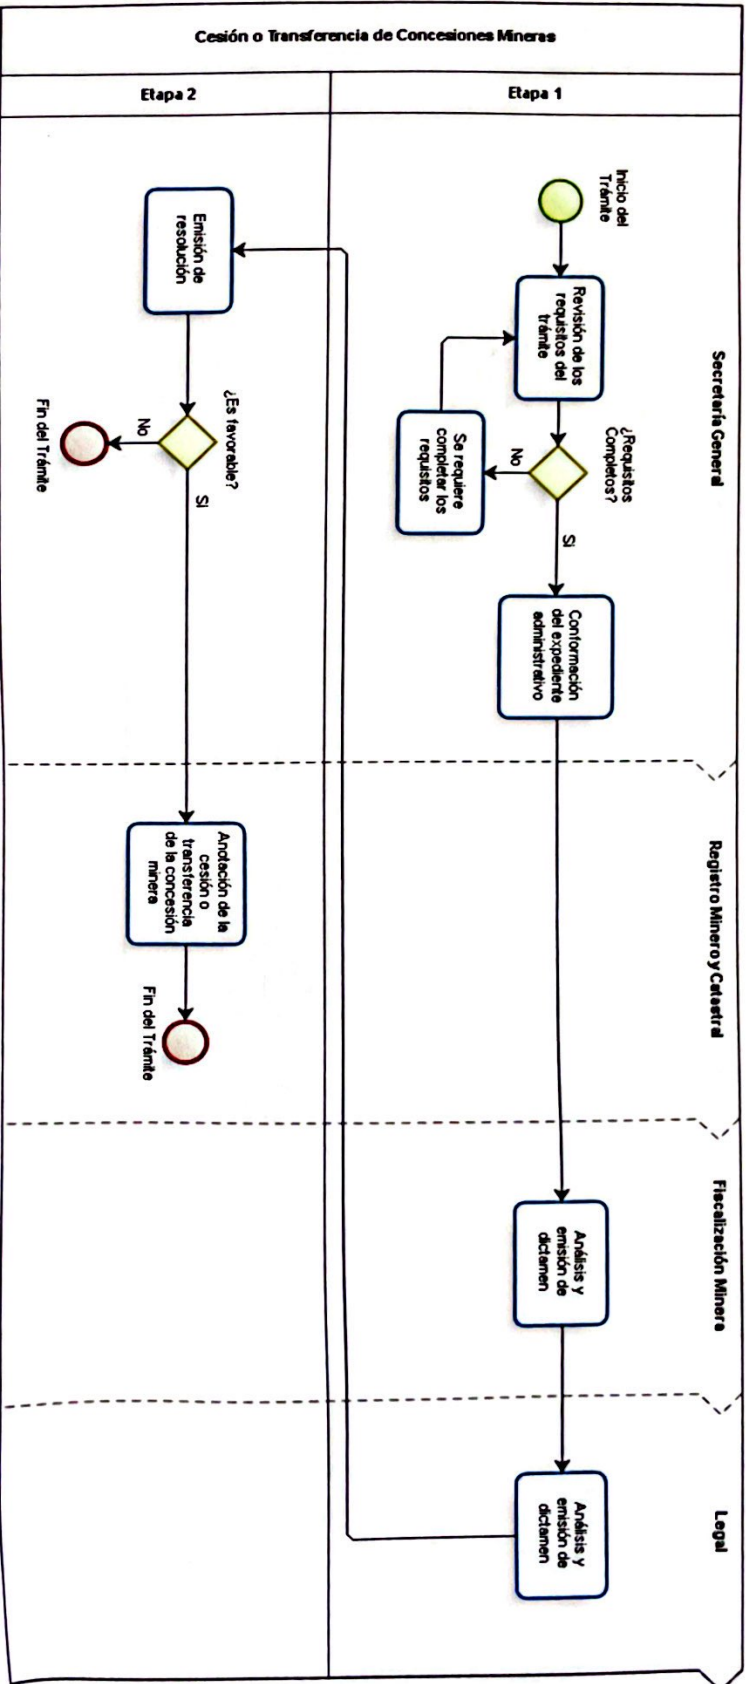 Cesión o Transferencia de Concesiones Mineras
Etapa 1
Etapa 2
Secretaría General
Registro Minero y Catastral
Fiscalización Minera
Legal
Inicio del
Trámite
Revisión de los
requisitos del
trámite
¿Requisitos
Completos?
No
Se requiere
completar los
requisitos
Si
Conformación
del expediente
administrativo
Análisis y
emisión de
dictamen
Análisis y
emisión de
dictamen
Emisión de
resolución
¿Es favorable?
No
Fin del Trámite
Si
Anotación de la
cesión o
transferencia
de la concesión
minera
Fin del Trámite